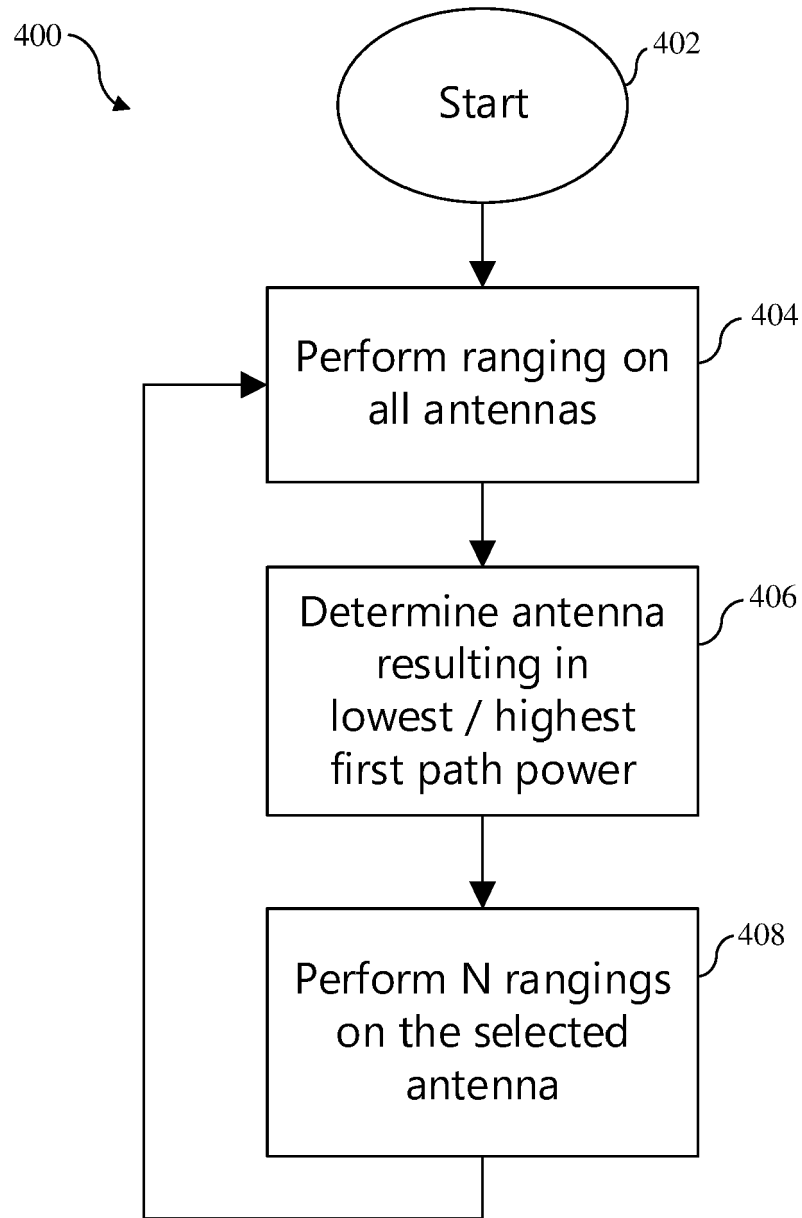 400
402
Start
404
Perform ranging on
all antennas
406
Determine antenna
resulting in
lowest / highest
first path power
408
Perform N rangings
on the selected
antenna